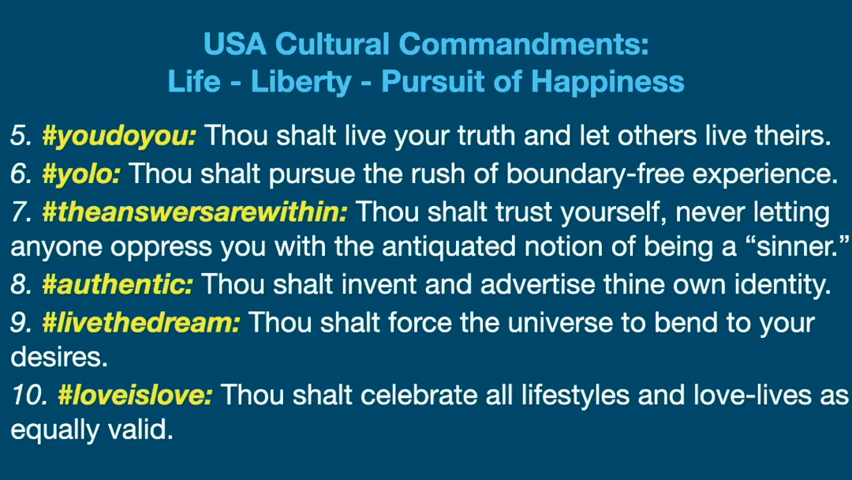 USA Cultural Commandments:
Life - Liberty - Pursuit of Happiness
5. #youdoyou: Thou shalt live your truth and let others live theirs.
6. #yolo: Thou shalt pursue the rush of boundary-free experience.
7. #theanswersarewithin: Thou shalt trust yourself, never letting
anyone oppress you with the antiquated notion of being a “sinner.”
8. #authentic: Thou shalt invent and advertise thine own identity.
9. #livethedream: Thou shalt force the universe to bend to your
desires.
10. #loveislove: Thou shalt celebrate all lifestyles and love-lives as
equally valid.